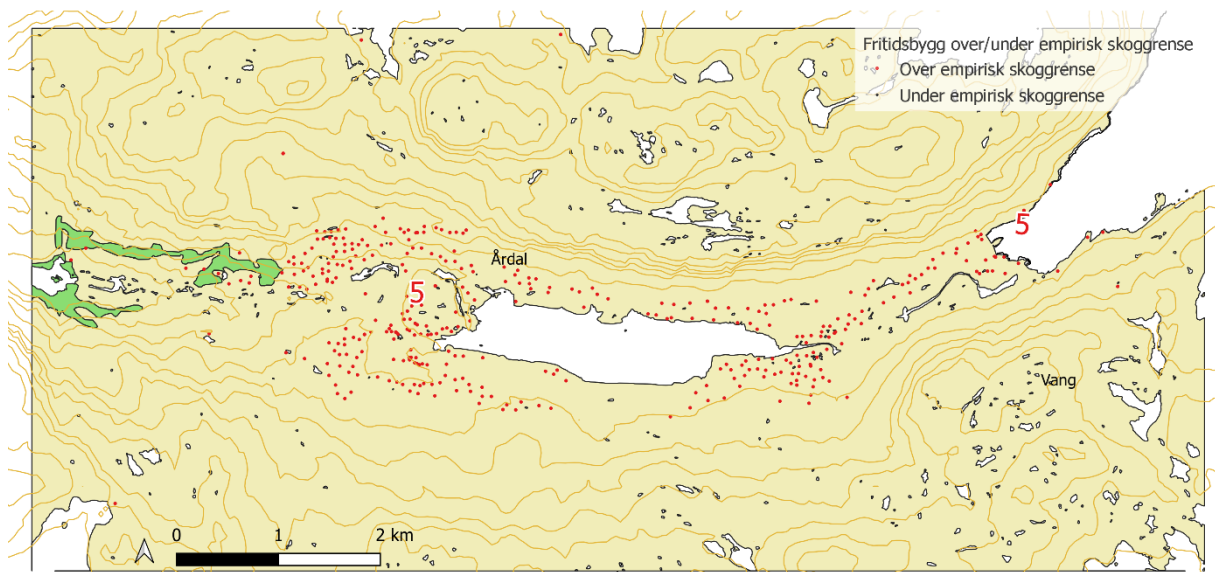 Fritidsbygg over/under empirisk skoggrense
Over empirisk skoggrense
Under empirisk skoggrense
5
Årdal
5
Vang
0 1 2 km